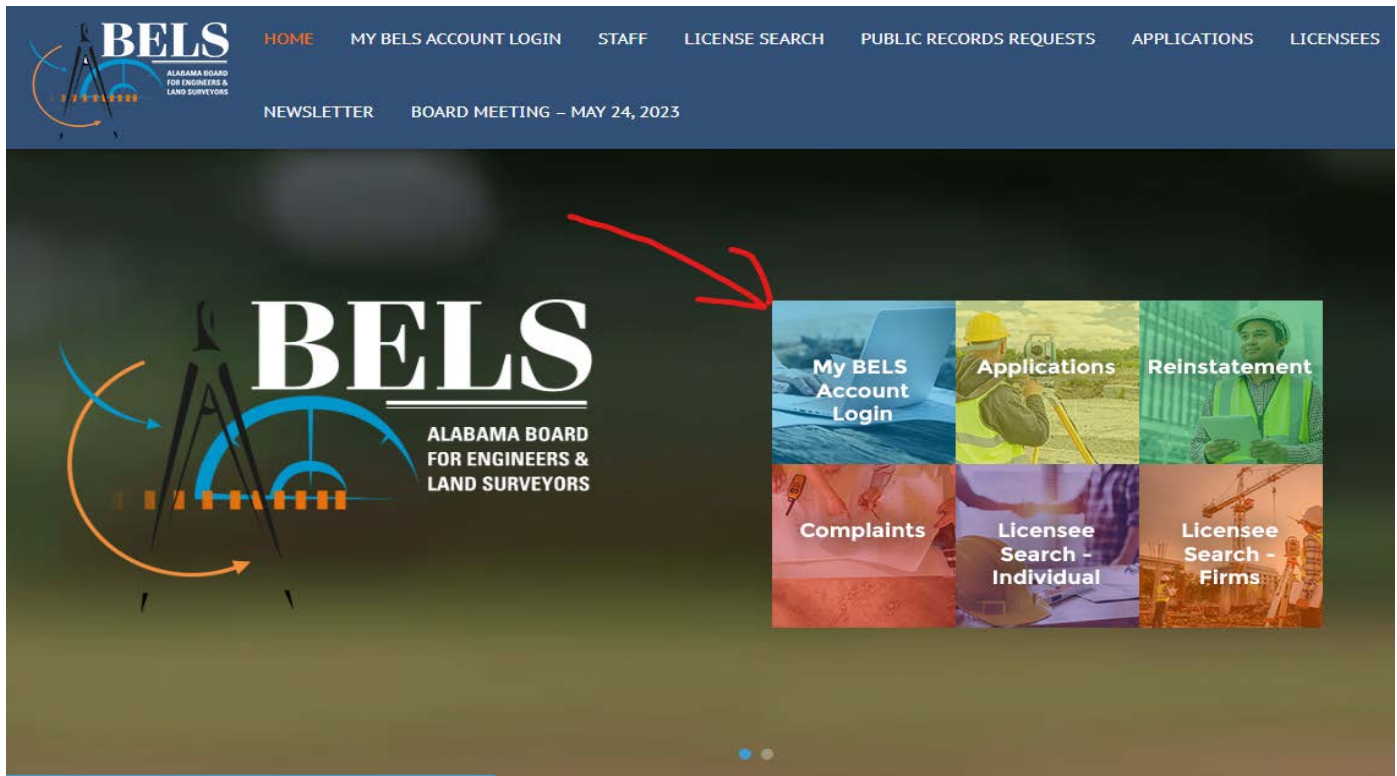 BELS
ALABAMA BOARD
FOR ENGINEERS &
LAND SURVEYORS
HOME MY BELS ACCOUNT LOGIN STAFF LICENSE SEARCH PUBLIC RECORDS REQUESTS APPLICATIONS LICENSEES
NEWSLETTER BOARD MEETING – MAY 24, 2023
BELS
ALABAMA BOARD
FOR ENGINEERS &
LAND SURVEYORS
My BELS
Account
Login
Applications
Reinstatement
Complaints
Licensee
Search -
Individual
Licensee
Search -
Firms